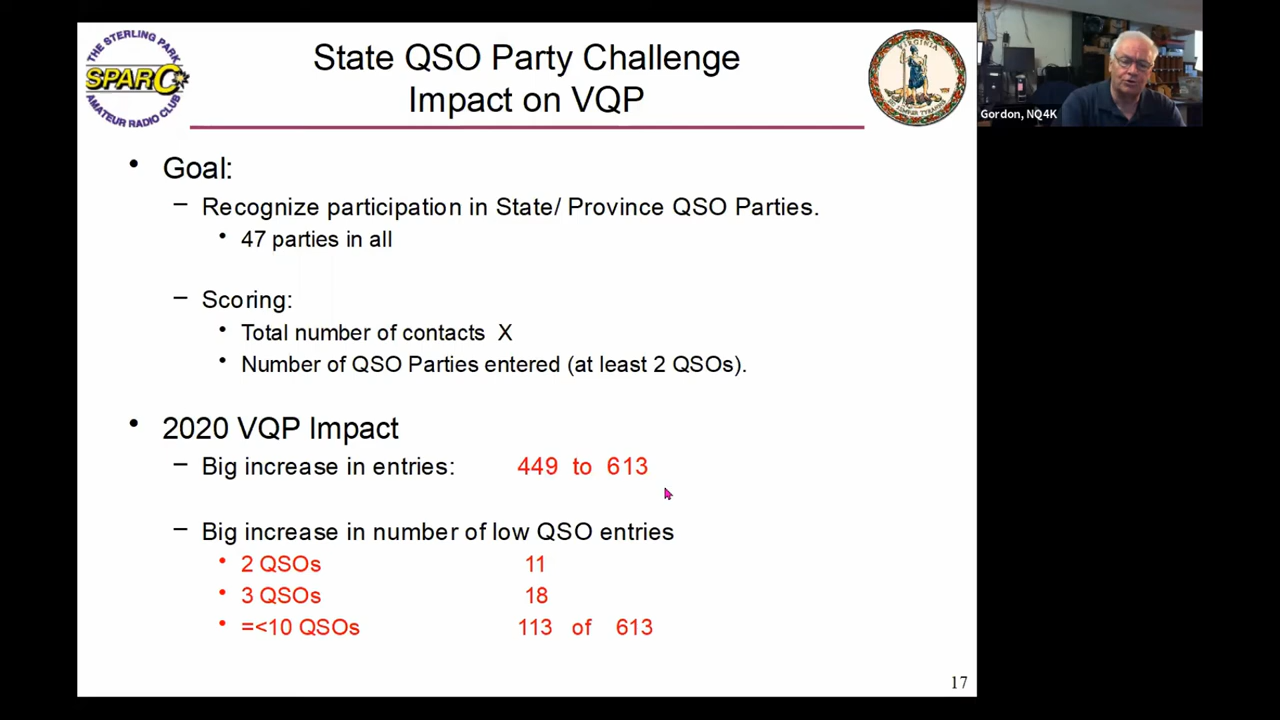 THE STERLING PARK
SPARC
AMATEUR RADIO CLUB
State QSO Party Challenge
Impact on VQP
VIRGINIA
Gordon, NQ4K
• Goal:
– Recognize participation in State/ Province QSO Parties.
• 47 parties in all
– Scoring:
• Total number of contacts X
• Number of QSO Parties entered (at least 2 QSOs).
• 2020 VQP Impact
– Big increase in entries: 449 to 613
– Big increase in number of low QSO entries
• 2 QSOs 11
• 3 QSOs 18
• =<10 QSOs 113 of 613
17